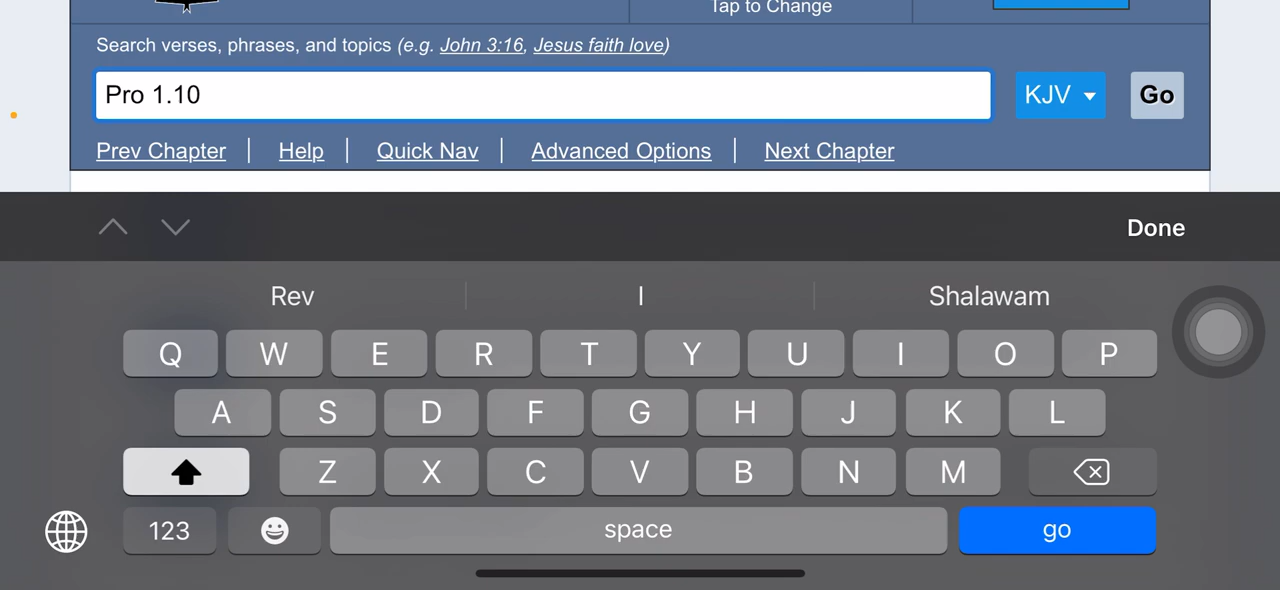 Tap to Change
Search verses, phrases, and topics (e.g. John 3:16, Jesus faith love)
Pro 1.10 KJV Go
Prev Chapter | Help | Quick Nav | Advanced Options | Next Chapter
Done
Rev I Shalawam
Q W E R T Y U I O P
A S D F G H J K L
Z X C V B N M
123 space go